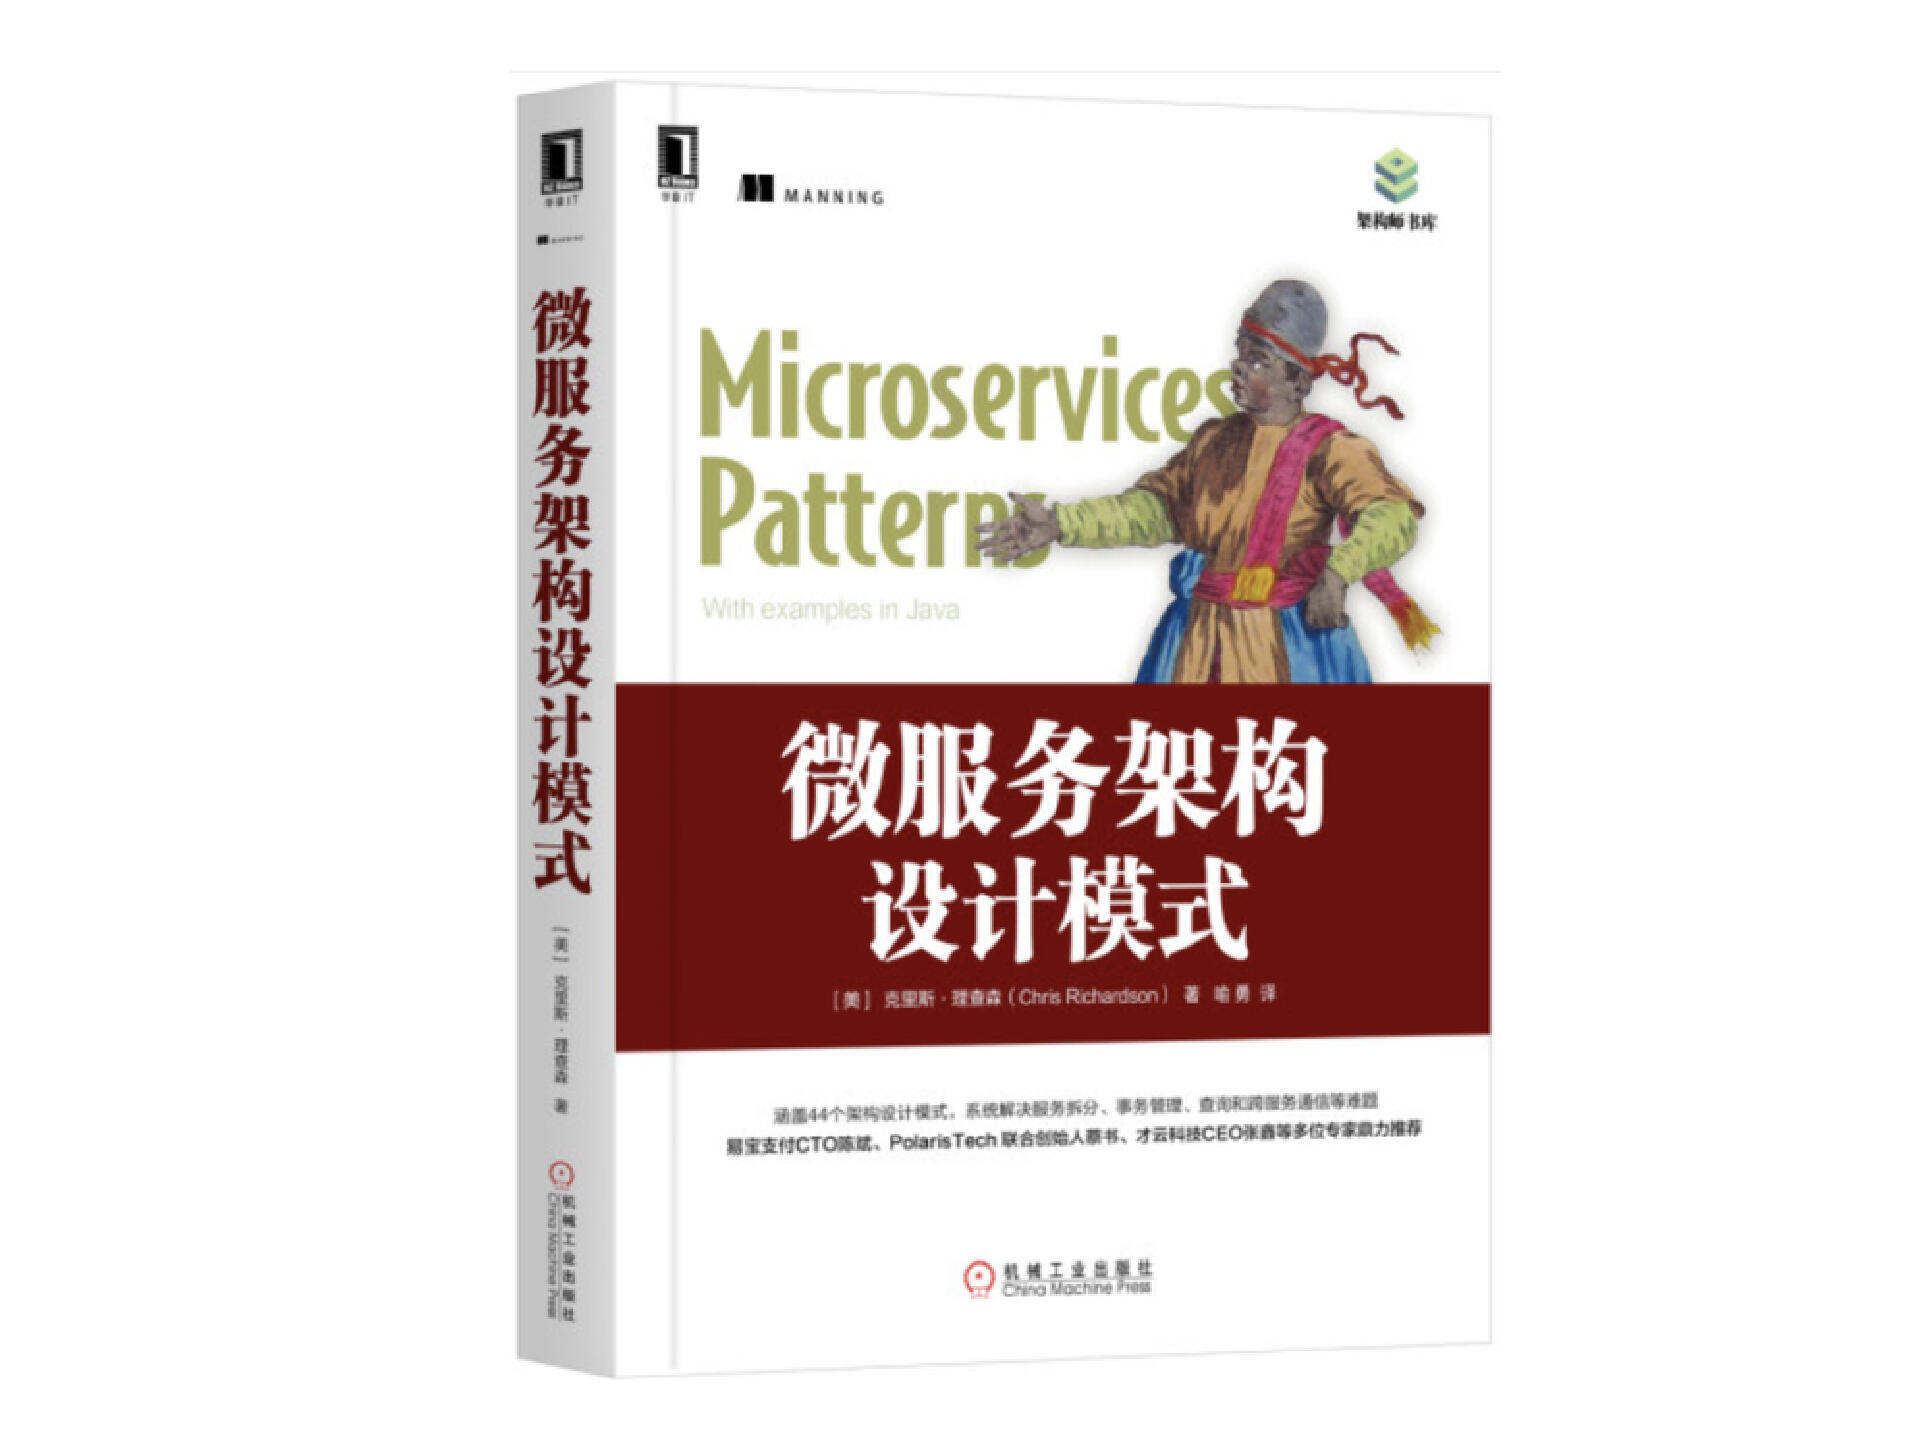 微服务架构设计模式
[美] 克里斯·理查森 著
机械工业出版社
China Machine Press
华章IT
MANNING
架构师书库
Microservices
Patterns
With examples in Java
微服务架构
设计模式
[美] 克里斯·理查森（Chris Richardson） 著 喻勇 译
涵盖44个架构设计模式，系统解决服务拆分、事务管理、查询和跨服务通信等难题
易宝支付CTO陈斌、PolarisTech 联合创始人蔡书、才云科技CEO张鑫等多位专家鼎力推荐
机械工业出版社
China Machine Press